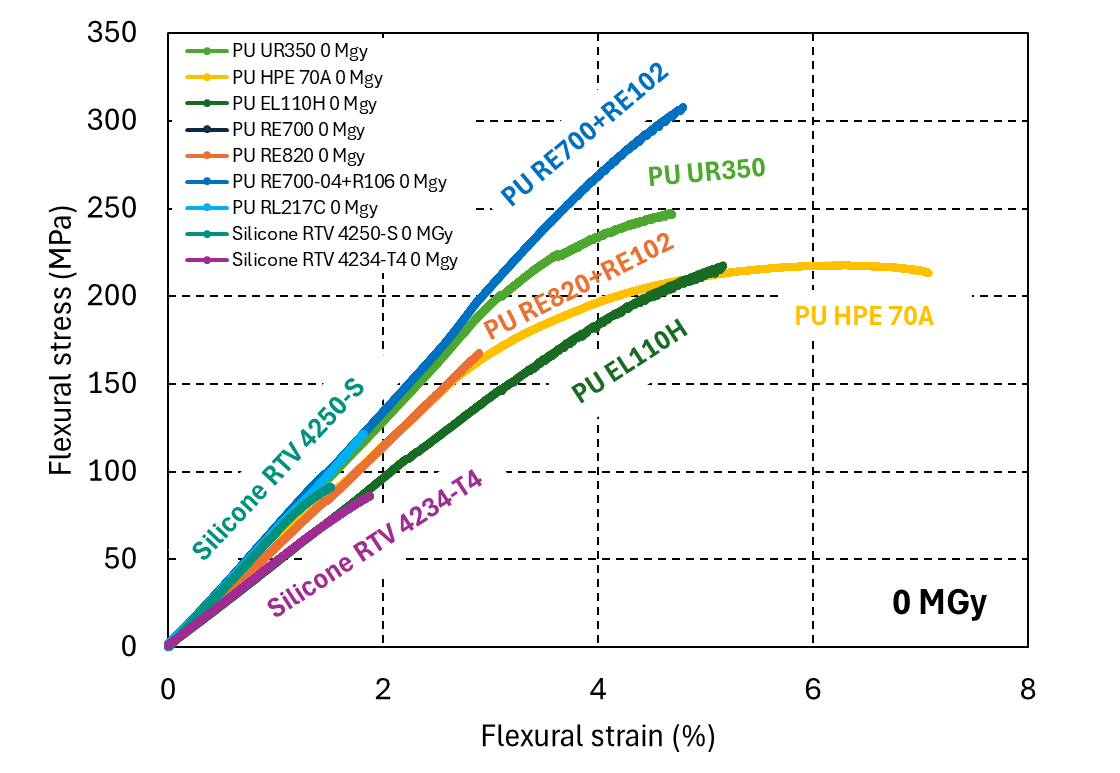 350
300
250
200
150
100
50
0
Flexural stress (MPa)
PU UR350 0 Mgy
PU HPE 70A 0 Mgy
PU EL110H 0 Mgy
PU RE700 0 Mgy
PU RE820 0 Mgy
PU RE700-04+R106 0 Mgy
PU RL217C 0 Mgy
Silicone RTV 4250-S 0 MGy
Silicone RTV 4234-T4 0 Mgy
PU RE700+RE102
PU UR350
PU RE820+RE102
PU HPE 70A
PU EL110H
Silicone RTV 4250-S
Silicone RTV 4234-T4
0 MGy
0 2 4 6 8
Flexural strain (%)